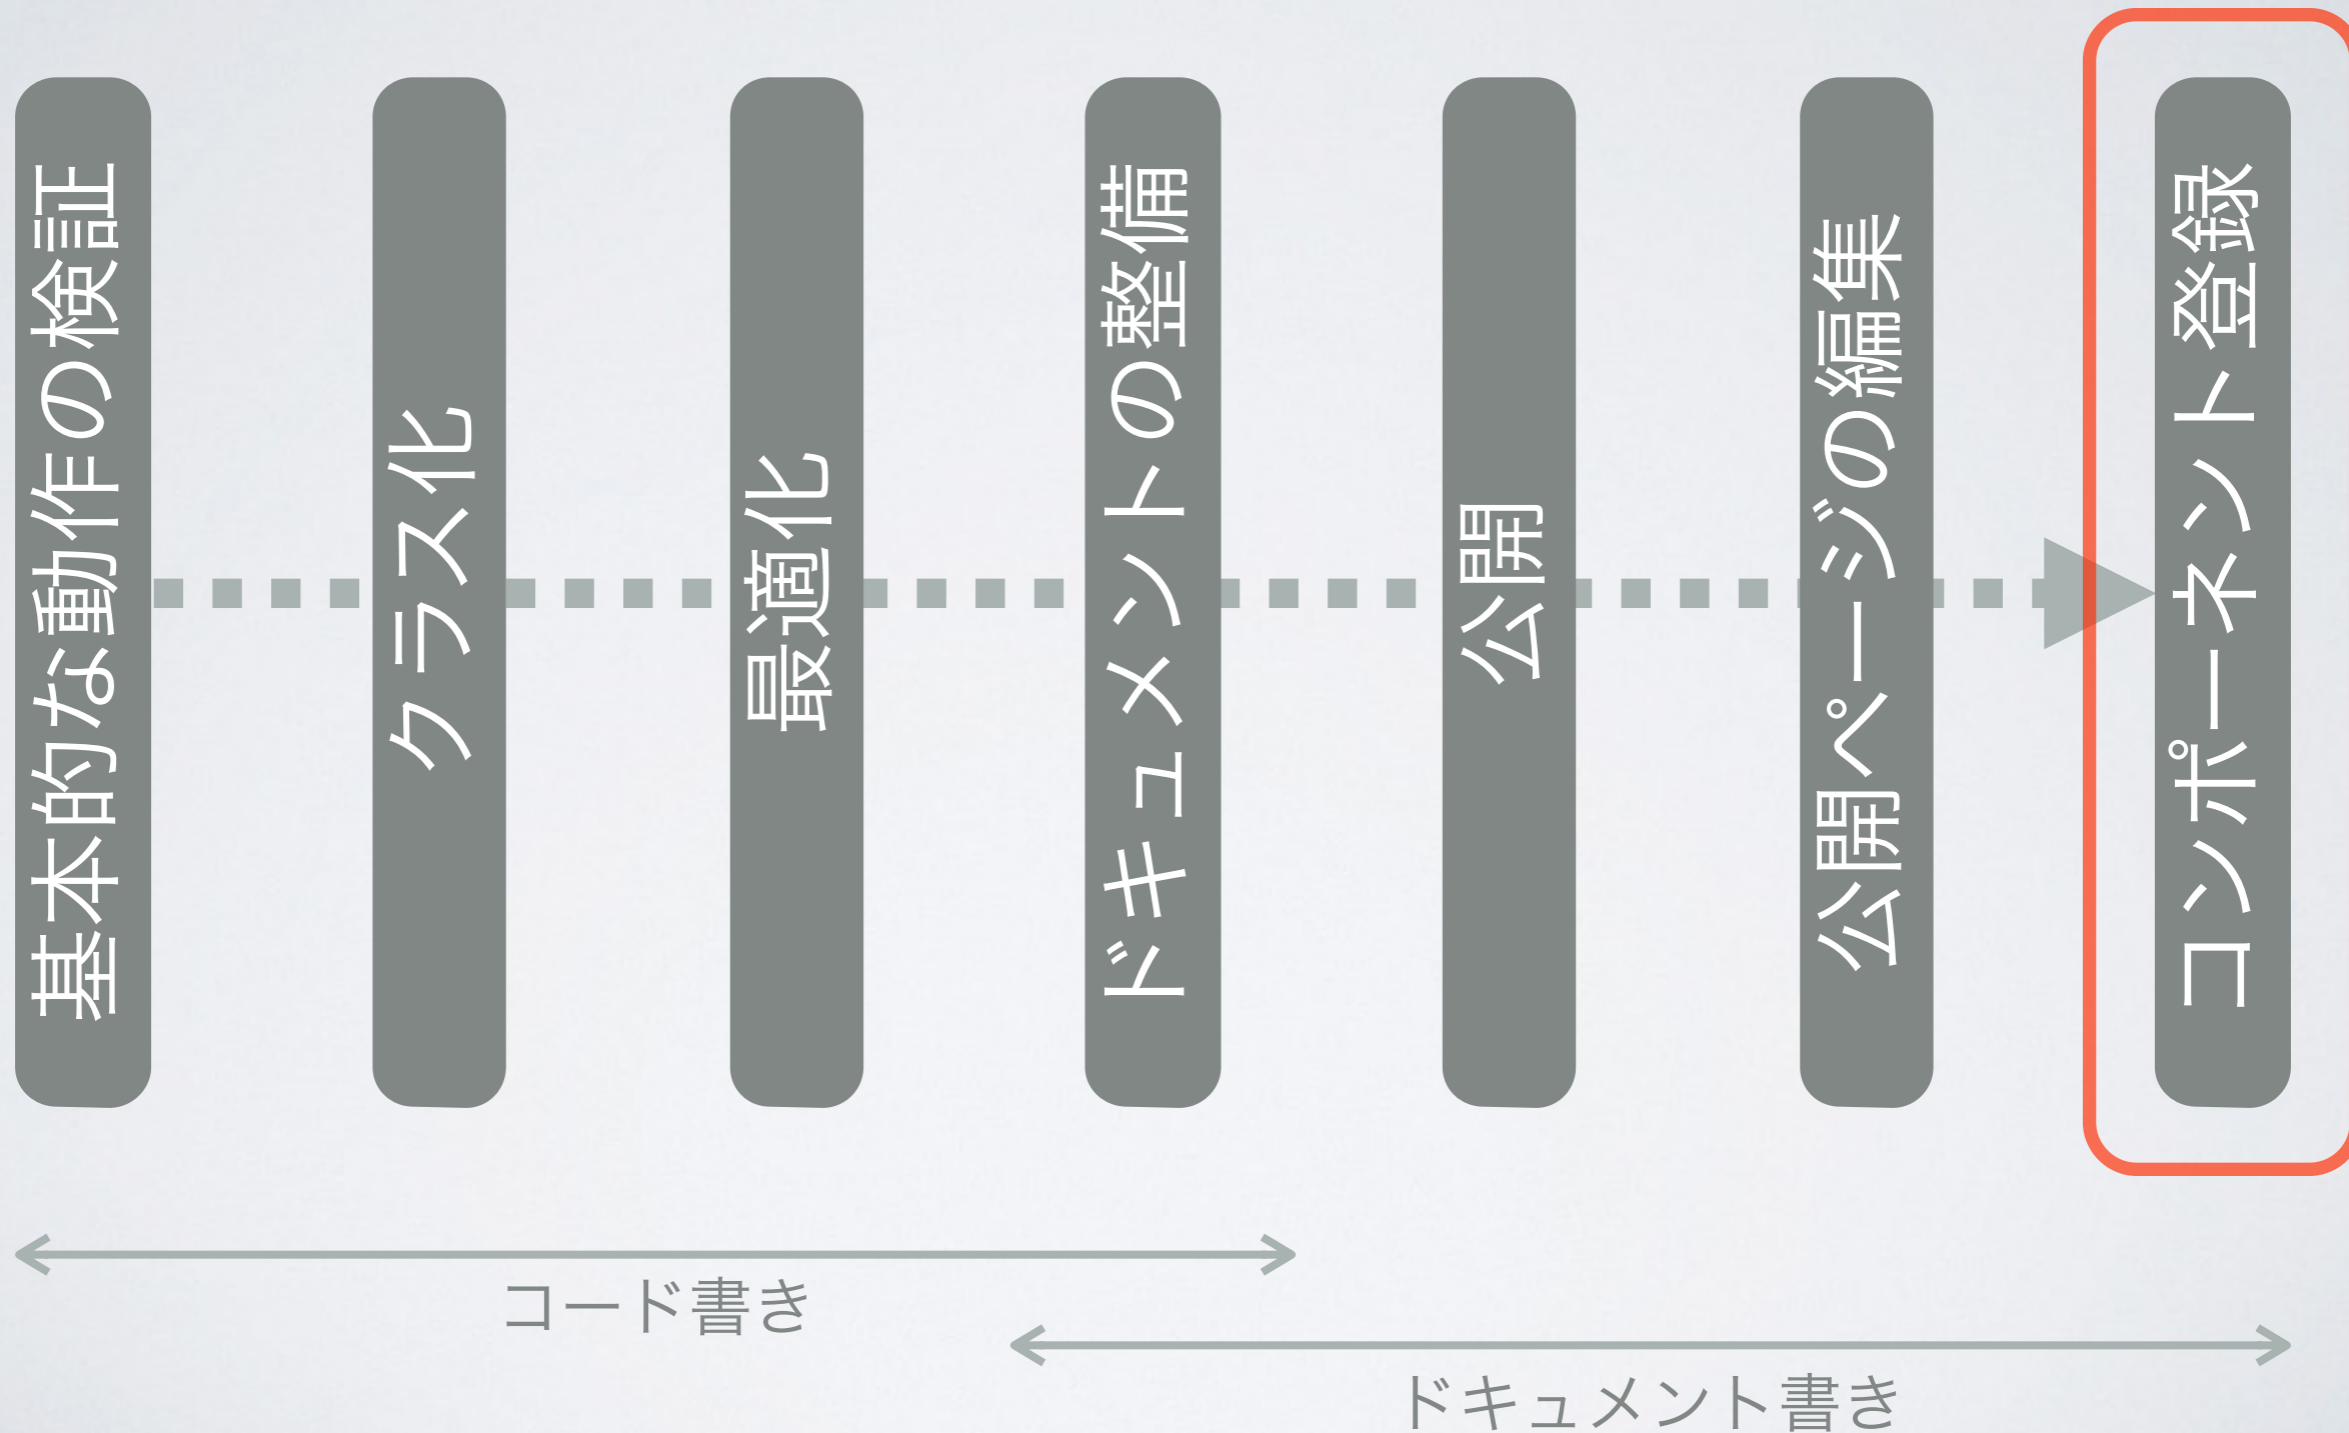 基本的な動作の検証
クラス化
最適化
ドキュメントの整備
公開
公開ページの編集
コンポーネント登録
コード書き
ドキュメント書き